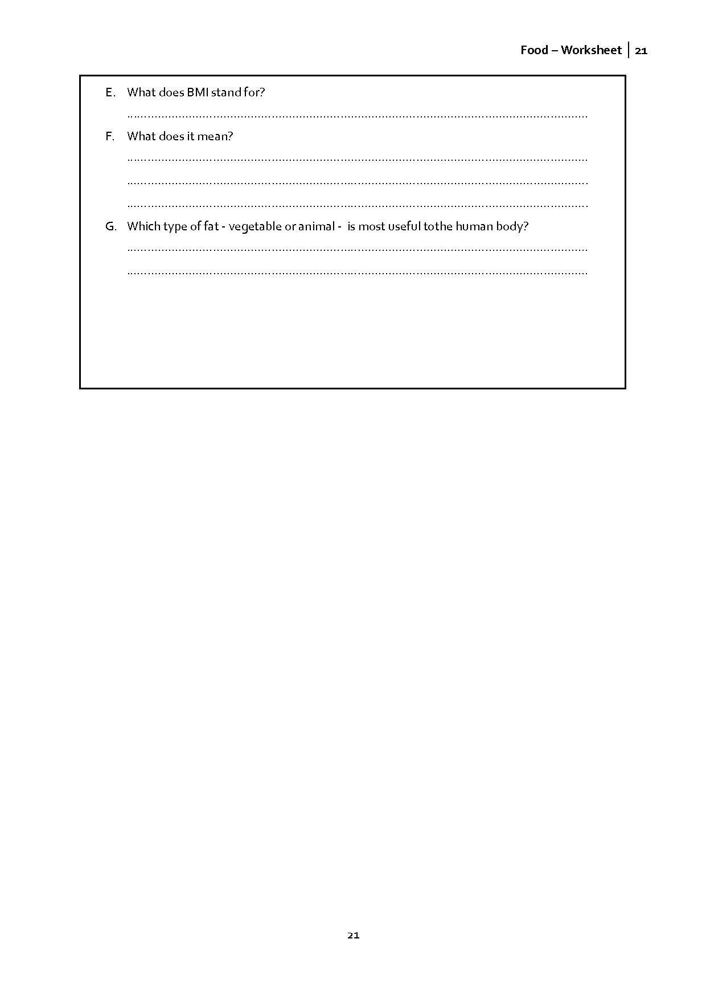 Food – Worksheet 21
E. What does BMI stand for?
........................................................................................................................................
F. What does it mean?
........................................................................................................................................
........................................................................................................................................
........................................................................................................................................
G. Which type of fat - vegetable or animal -  is most useful tothe human body?
........................................................................................................................................
........................................................................................................................................
21